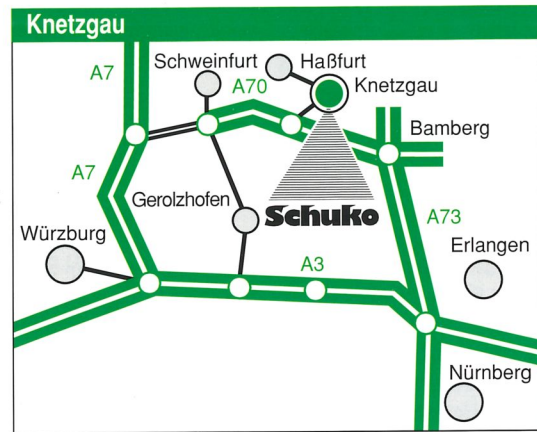 Knetzgau
A7
Schweinfurt
Haßfurt
A70
Knetzgau
Bamberg
A7
Gerolzhofen
Schuko
A73
Würzburg
Erlangen
A3
Nürnberg